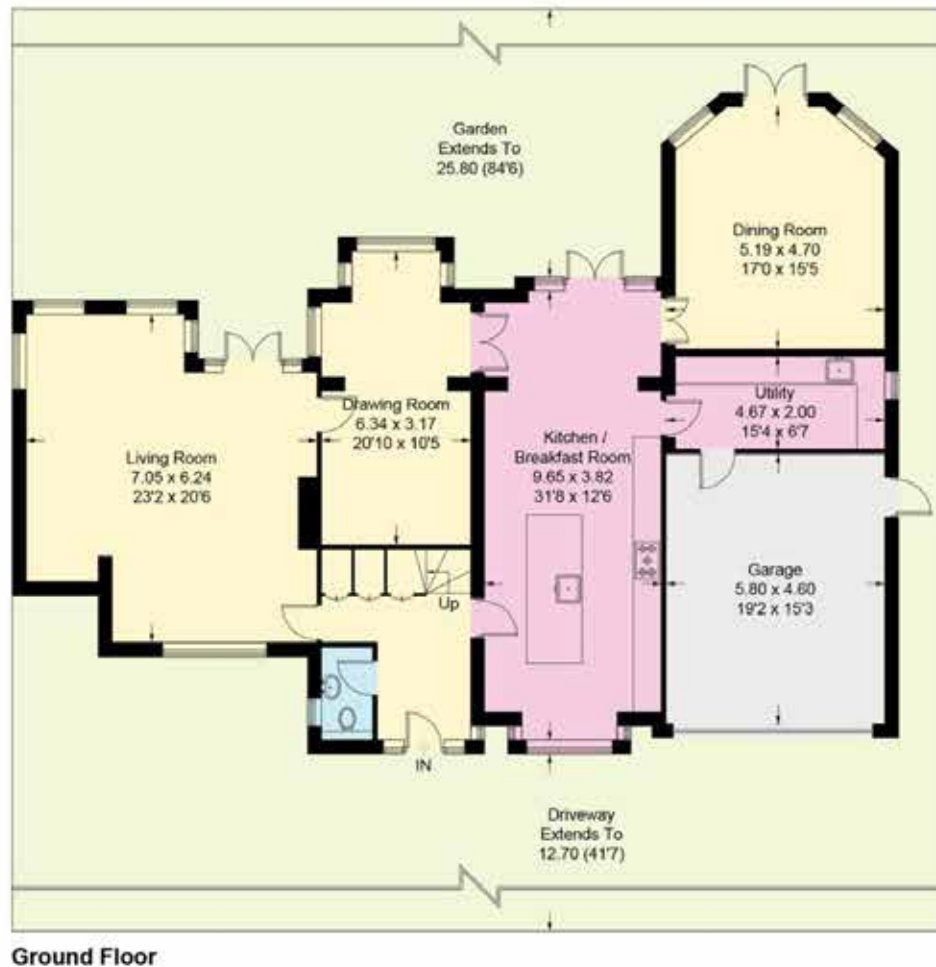 Garden
Extends To
25.80 (84'6)
Dining Room
5.19 x 4.70
17'0 x 15'5
Drawing Room
6.34 x 3.17
20'10 x 10'5
Utility
4.67 x 2.00
15'4 x 6'7
Living Room
7.05 x 6.24
23'2 x 20'6
Kitchen /
Breakfast Room
9.65 x 3.82
31'8 x 12'6
Garage
5.80 x 4.60
19'2 x 15'3
Up
IN
Driveway
Extends To
12.70 (41'7)
Ground Floor